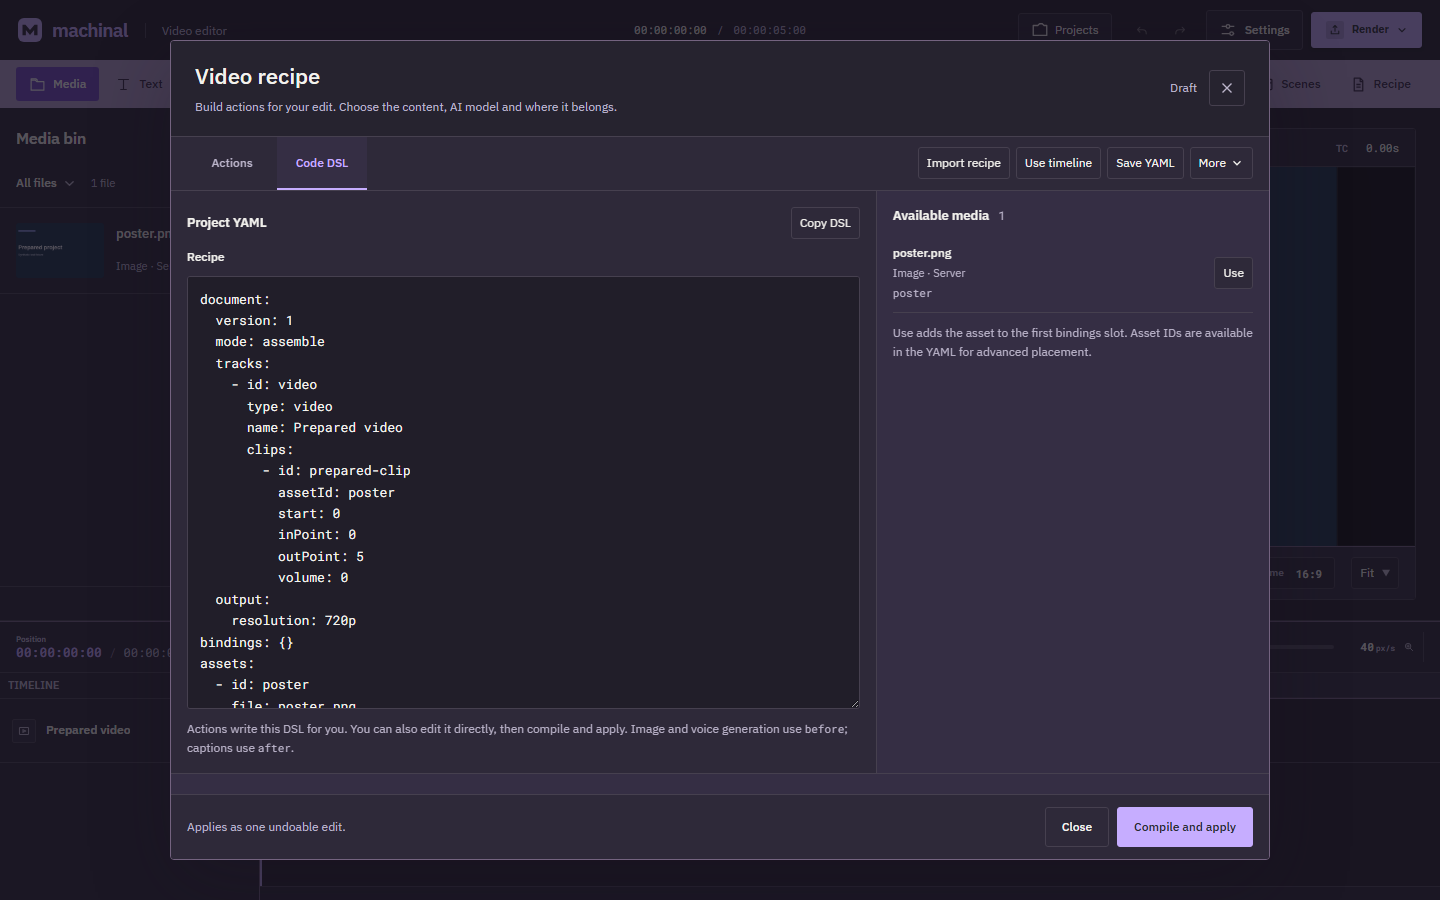 machinal
Video editor
00:00:00:00 / 00:00:05:00
Projects
Settings
Render
Media
Text
Scenes
Recipe
Media bin
All files
1 file
Prepared project
poster.pn
Image · Se
TC 0.00s
16:9
Fit
Position
00:00:00:00 / 00:00:0
40 px/s
TIMELINE
Prepared video
Video recipe
Build actions for your edit. Choose the content, AI model and where it belongs.
Draft
Actions
Code DSL
Import recipe
Use timeline
Save YAML
More
Project YAML
Copy DSL
Recipe
document:
  version: 1
  mode: assemble
  tracks:
    - id: video
      type: video
      name: Prepared video
      clips:
        - id: prepared-clip
          assetId: poster
          start: 0
          inPoint: 0
          outPoint: 5
          volume: 0
  output:
    resolution: 720p
bindings: {}
assets:
  - id: poster
    file: poster.png
Actions write this DSL for you. You can also edit it directly, then compile and apply. Image and voice generation use before;
captions use after.
Available media 1
poster.png
Image · Server
poster
Use
Use adds the asset to the first bindings slot. Asset IDs are available
in the YAML for advanced placement.
Applies as one undoable edit.
Close
Compile and apply